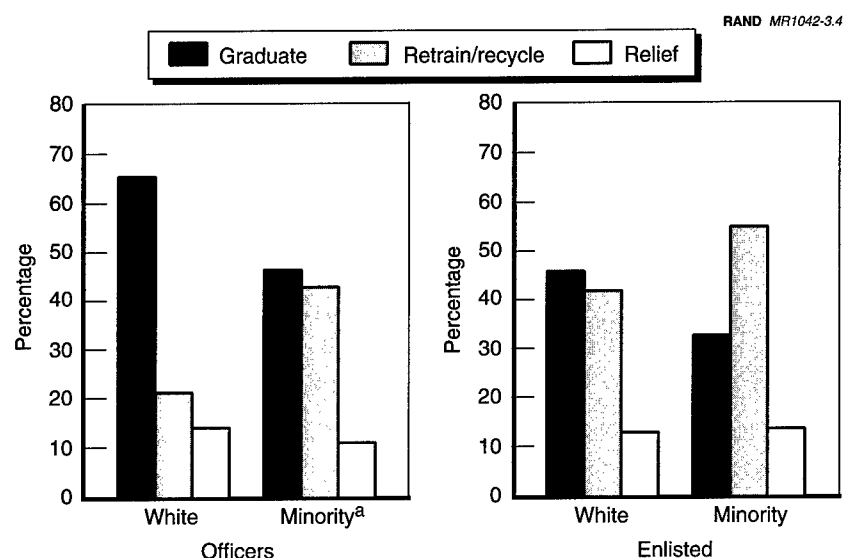 RAND MR1042-3.4
Graduate Retrain/recycle Relief
80
70
60
50
40
30
20
10
0
Percentage
White Minorityᵃ
Officers
80
70
60
50
40
30
20
10
0
Percentage
White Minority
Enlisted